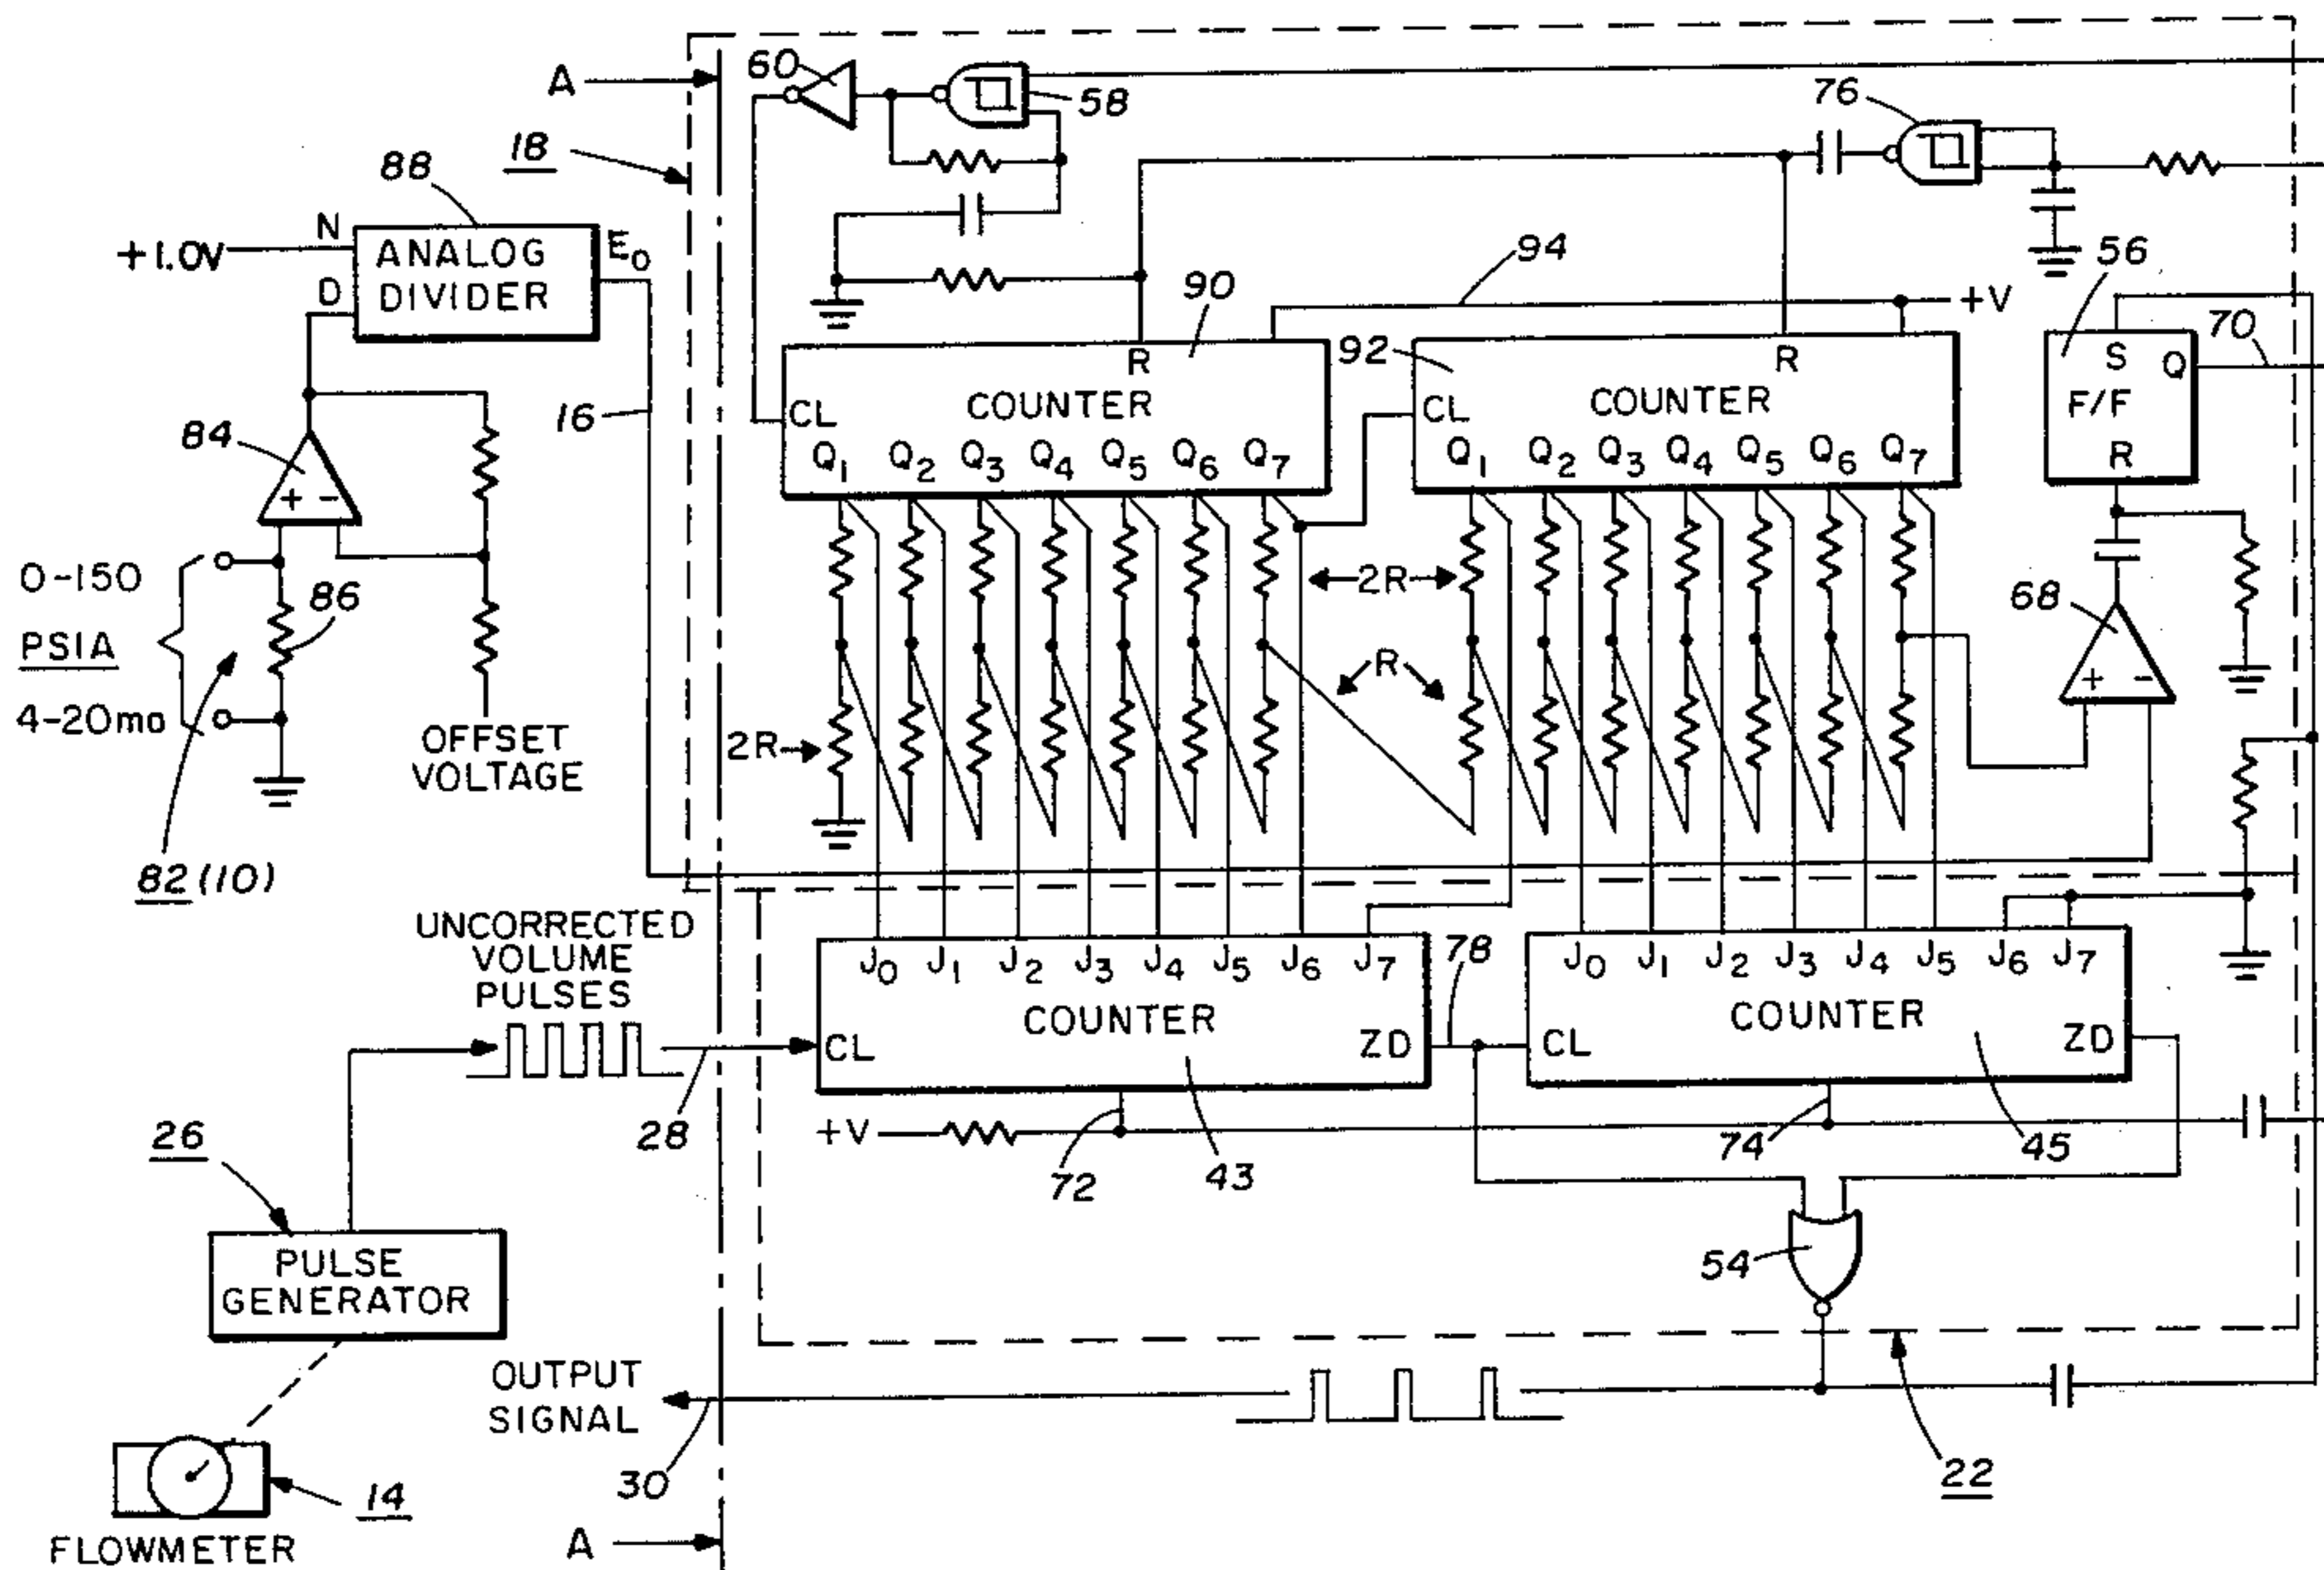 A
60
58
76
18
88
N
+1.0V
ANALOG
DIVIDER
E0
D
94
56
90
+V
70
R
92
R
S
Q
F/F
R
CL
COUNTER
CL
COUNTER
16
84
Q1 Q2 Q3 Q4 Q5 Q6 Q7
Q1 Q2 Q3 Q4 Q5 Q6 Q7
+ -
0-150
86
PSIA
4-20ma
2R
68
R
+ -
2R
OFFSET
VOLTAGE
82 (10)
UNCORRECTED
VOLUME
PULSES
J0 J1 J2 J3 J4 J5 J6 J7
78
J0 J1 J2 J3 J4 J5 J6 J7
COUNTER
COUNTER
CL
ZD
CL
ZD
28
+V
72
43
74
45
26
PULSE
GENERATOR
54
OUTPUT
SIGNAL
30
22
14
FLOWMETER
A